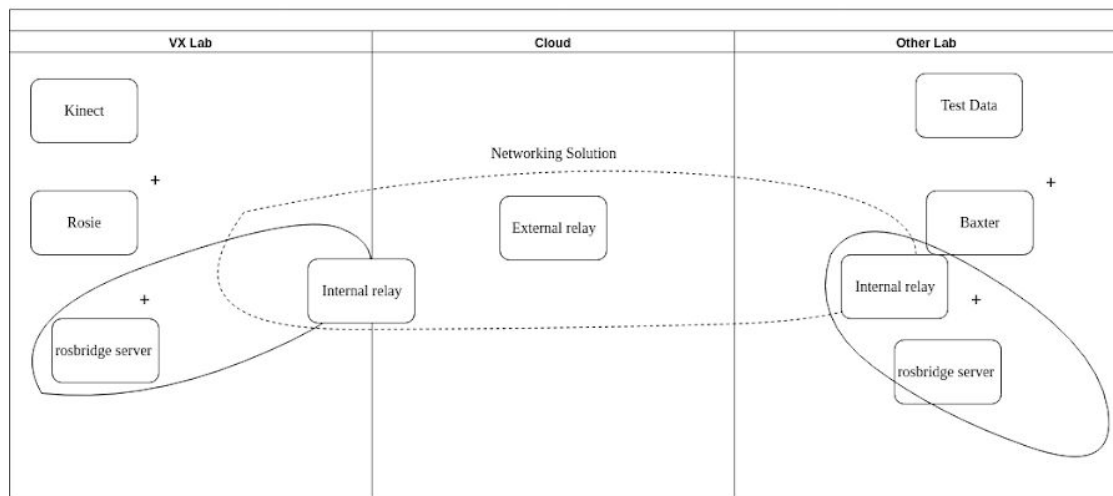 VX Lab
Cloud
Other Lab
Kinect
Test Data
+
+
Networking Solution
Rosie
External relay
Baxter
Internal relay
Internal relay
+
+
rosbridge server
rosbridge server